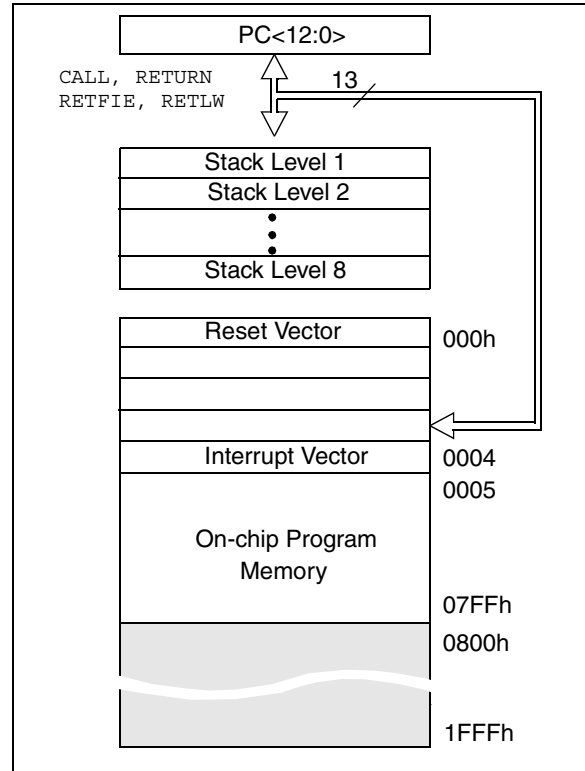 PC<12:0>
CALL, RETURN
RETFIE, RETLW
13
Stack Level 1
Stack Level 2
Stack Level 8
Reset Vector
000h
Interrupt Vector
0004
0005
On-chip Program
Memory
07FFh
0800h
1FFFh